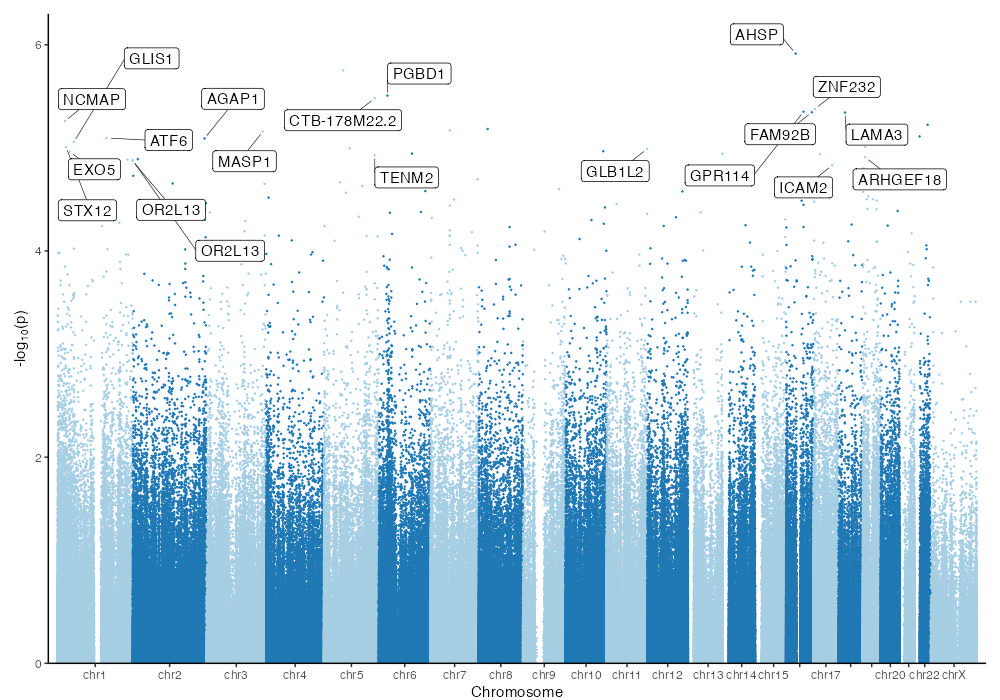 6
AHSP
GLIS1
PGBD1
ZNF232
NCMAP
AGAP1
CTB-178M22.2
FAM92B
LAMA3
ATF6
MASP1
EXO5
GLB1L2
GPR114
TENM2
ICAM2
ARHGEF18
STX12
OR2L13
OR2L13
4
-log10(p)
2
0
chr1 chr2 chr3 chr4 chr5 chr6 chr7 chr8 chr9 chr10 chr11 chr12 chr13 chr14 chr15 chr17 chr20 chr22 chrX
Chromosome